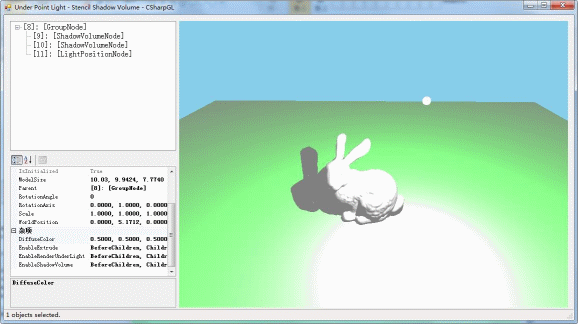 Under Point Light - Stencil Shadow Volume - CSharpGL
[8]: [GroupNode]
[9]: [ShadowVolumeNode]
[10]: [ShadowVolumeNode]
[11]: [LightPositionNode]
IsInitialized True
ModelSize 10.03, 9.9424, 7.7740
Parent [8]: [GroupNode]
RotationAngle 0
RotationAxis 0.0000, 1.0000, 0.0000
Scale 1.0000, 1.0000, 1.0000
WorldPosition 0.0000, 5.1712, 0.0000
杂项
DiffuseColor 0.5000, 0.5000, 0.5000
EnableExtrude BeforeChildren, Childr
EnableRenderUnderLight BeforeChildren, Childr
EnableShadowVolume BeforeChildren, Childr
DiffuseColor
1 objects selected.